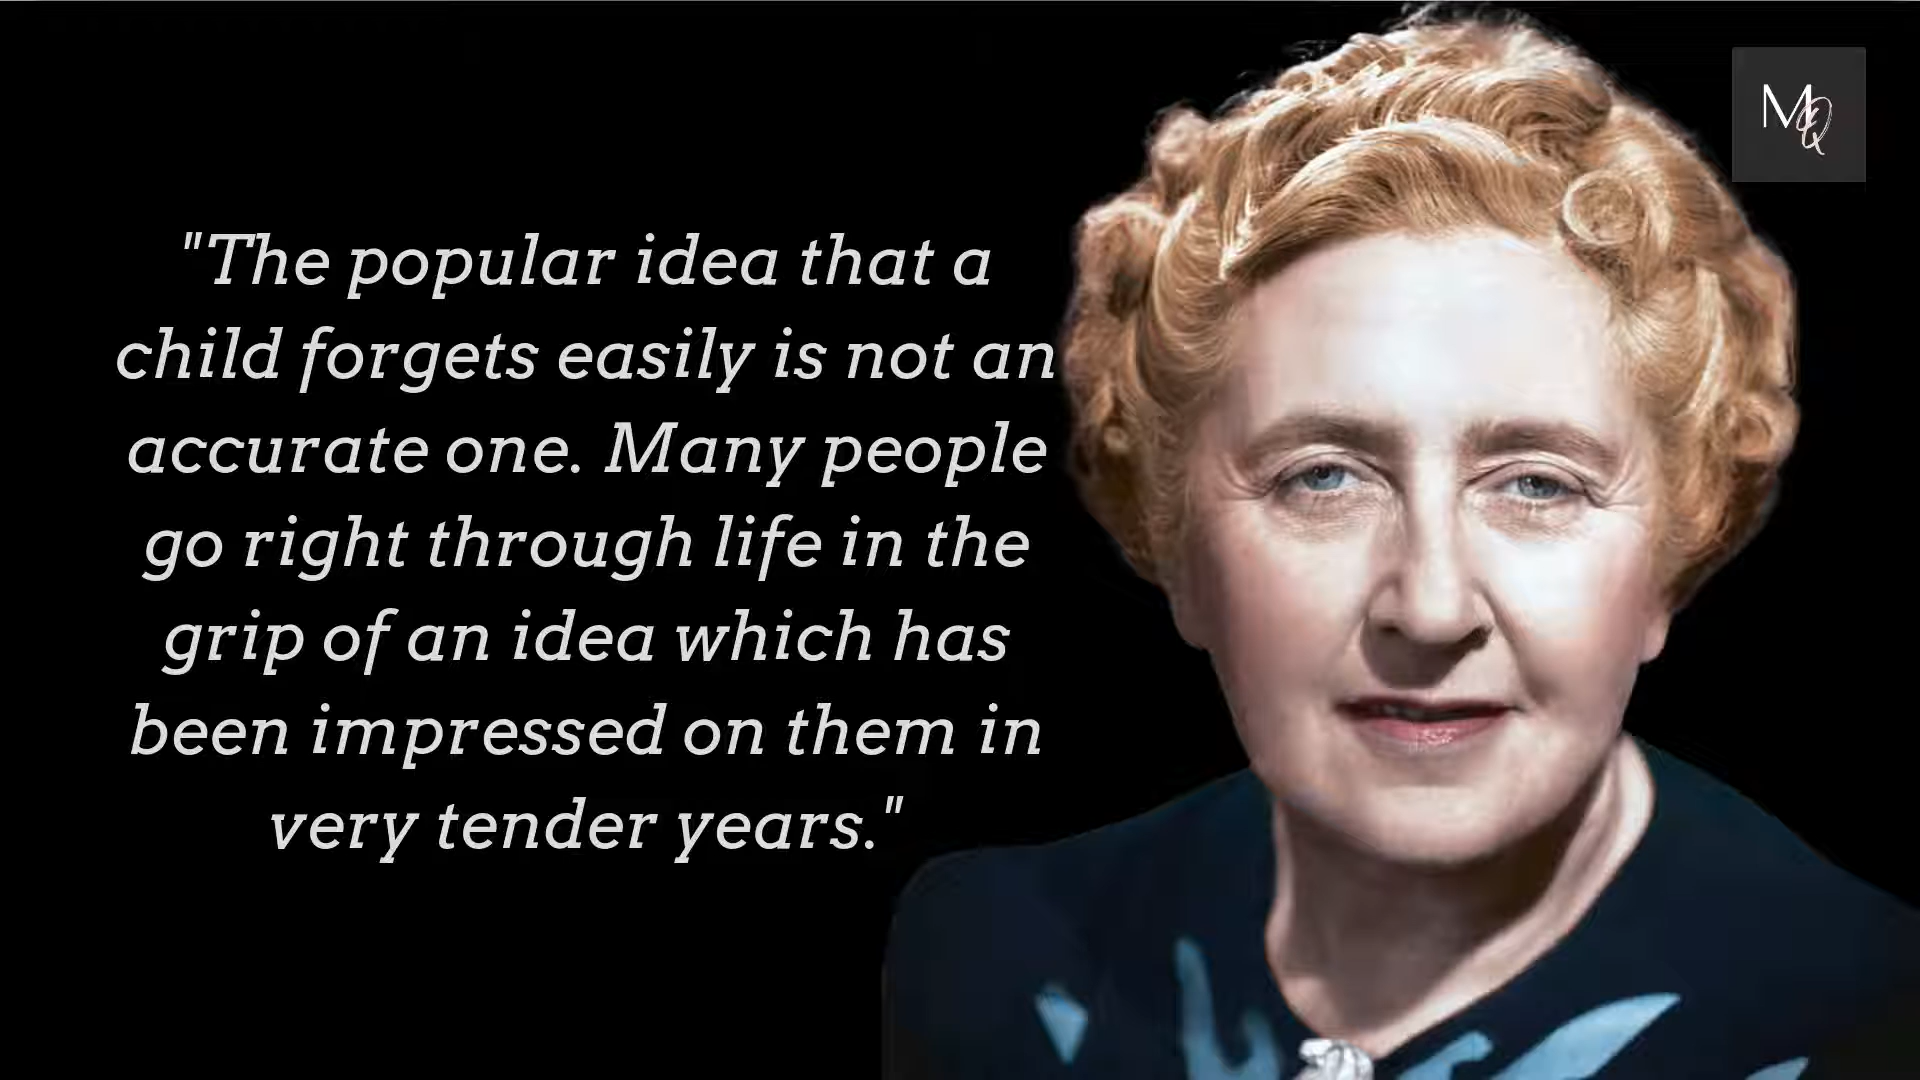 "The popular idea that a
child forgets easily is not an
accurate one. Many people
go right through life in the
grip of an idea which has
been impressed on them in
very tender years."
MQ